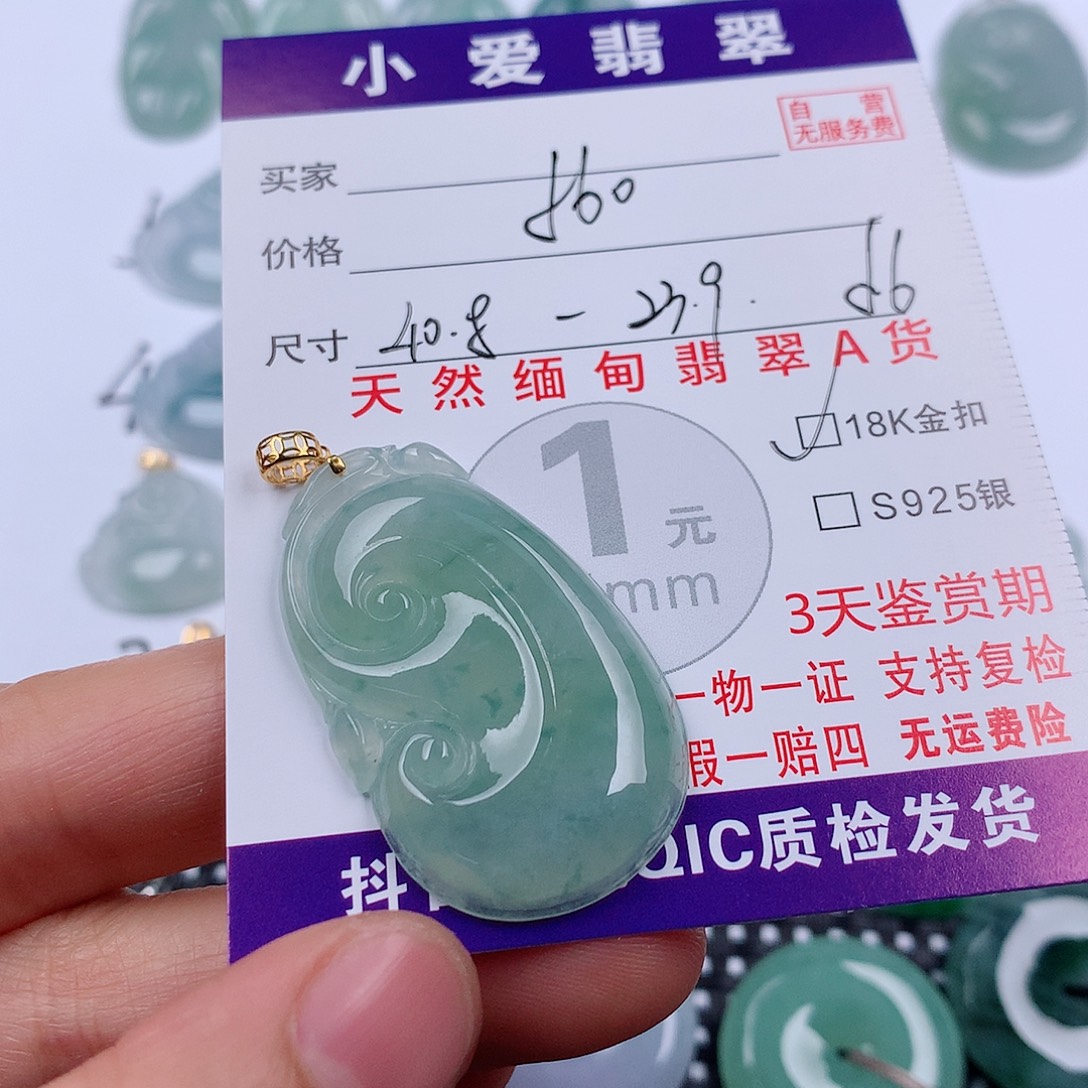 小爱翡翠
自营
无服务费
买家
价格
尺寸 40.8 - 23.9.
天然缅甸翡翠A货
18K金扣
1元
S925银
mm
3天鉴赏期
一物一证 支持复检
假一赔四 无运费险
抖 QIC质检发货